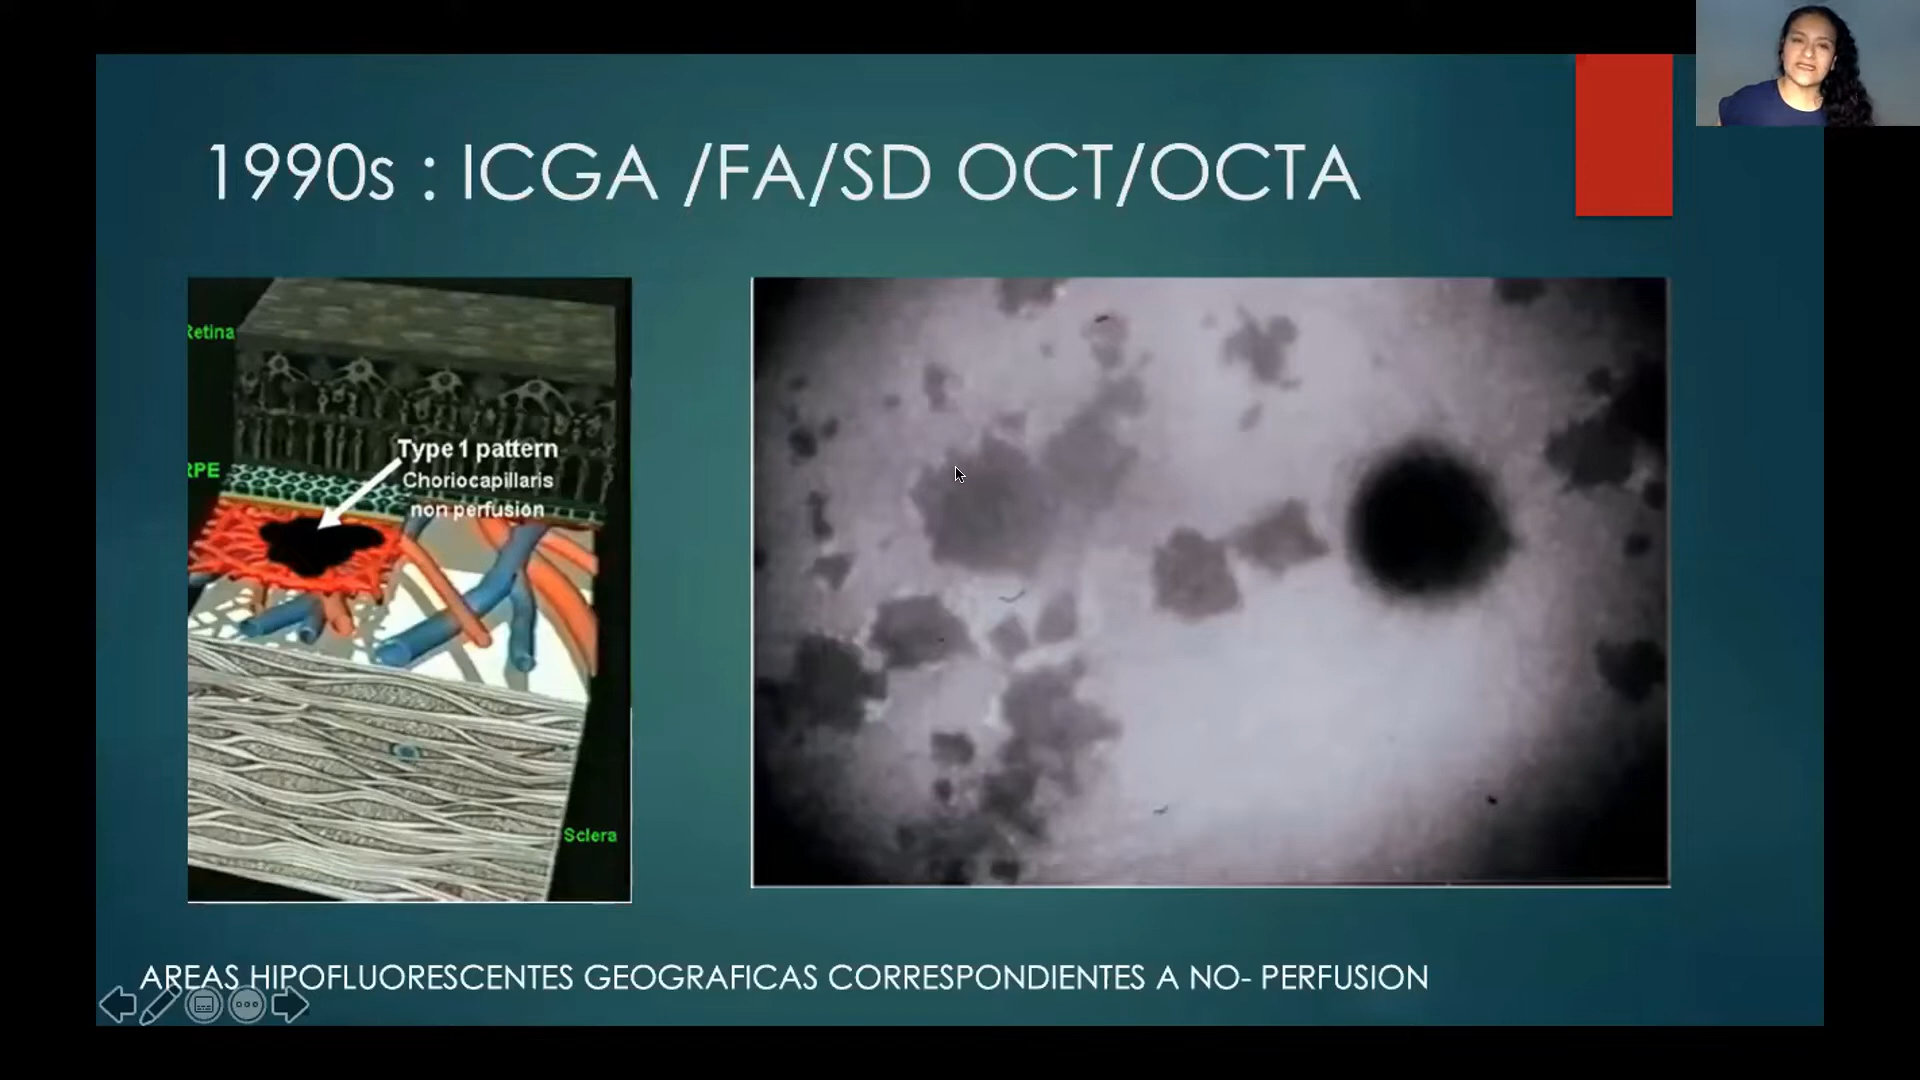 1990s : ICGA /FA/SD OCT/OCTA
Retina
Type 1 pattern
RPE
Choriocapillaris
non perfusion
Sclera
AREAS HIPOFLUORESCENTES GEOGRAFICAS CORRESPONDIENTES A NO- PERFUSION